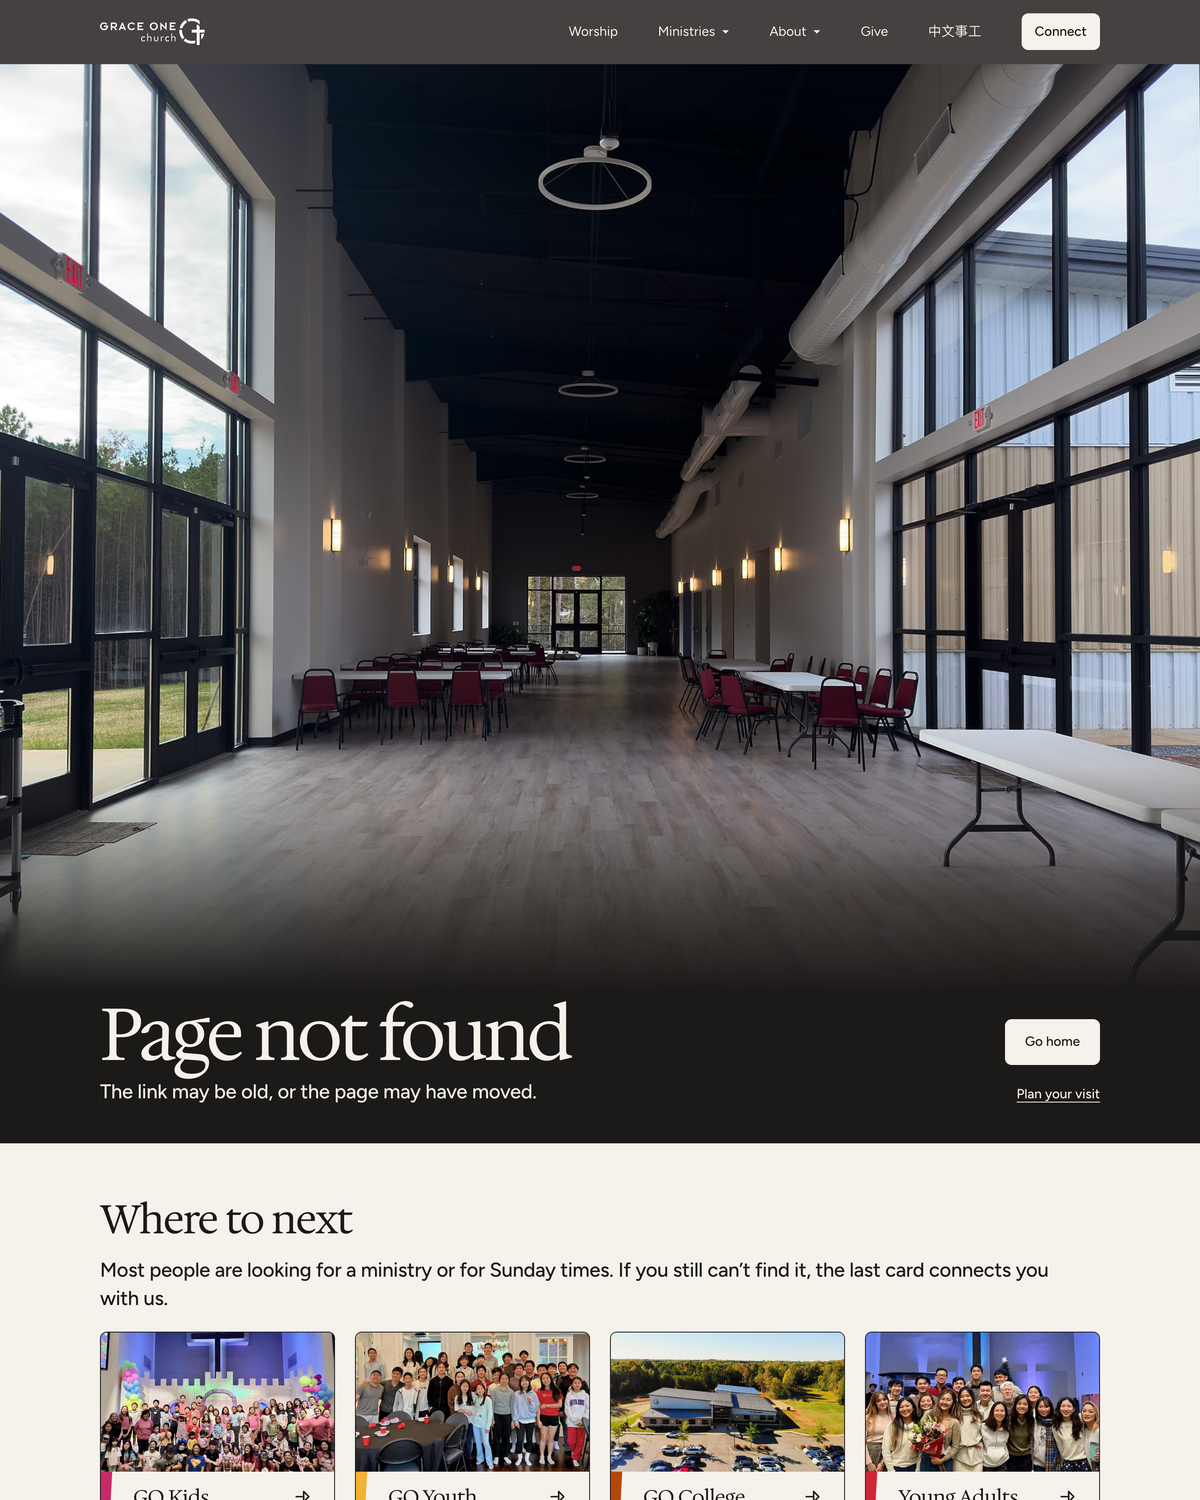 GRACE ONE
church
Worship
Ministries
About
Give
中文事工
Connect
EXIT
EXIT
EXIT
Page not found
The link may be old, or the page may have moved.
Go home
Plan your visit
Where to next
Most people are looking for a ministry or for Sunday times. If you still can’t find it, the last card connects you
with us.
GO Kids
GO Youth
GO College
Young Adults